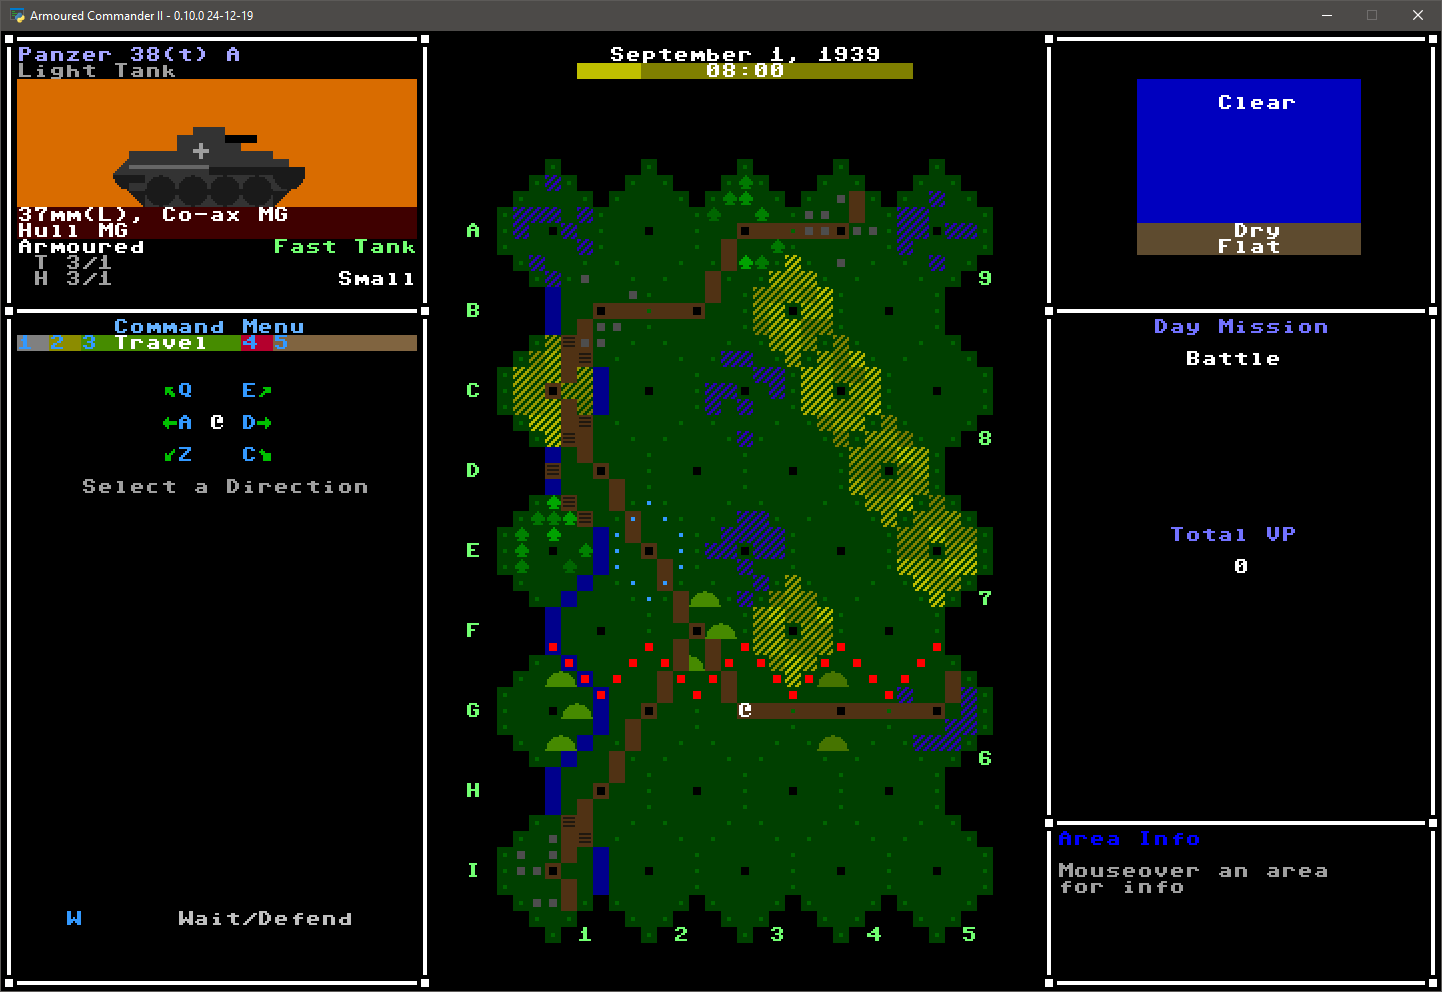 Armoured Commander II - 0.10.0 24-12-19
Panzer 38(t) A
Light Tank
37mm(L), Co-ax MG
Hull MG
Armoured Fast Tank
T 3/1
H 3/1 Small
Command Menu
1 2 3 Travel 4 5
Q E
A @ D
Z C
Select a Direction
W Wait/Defend
September 1, 1939
08:00
A
9
B
C
8
D
E
7
F
G @
6
H
I
1 2 3 4 5
Clear
Dry
Flat
Day Mission
Battle
Total VP
0
Area Info
Mouseover an area
for info